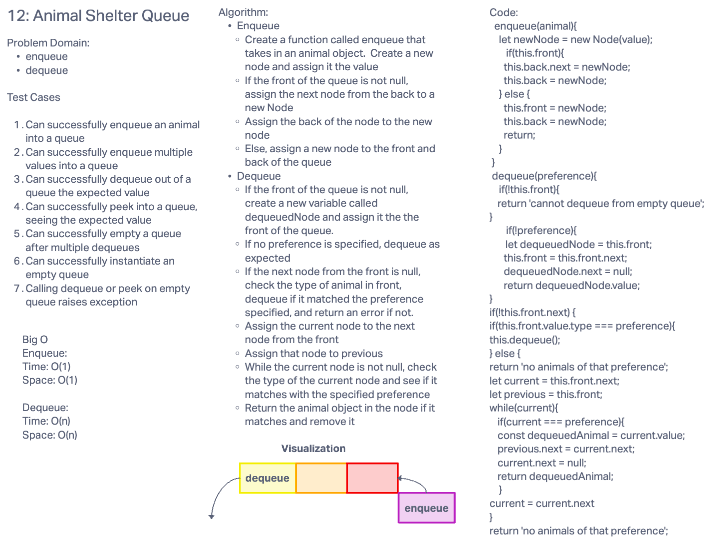 12: Animal Shelter Queue
Problem Domain:
• enqueue
• dequeue
Test Cases
1. Can successfully enqueue an animal
into a queue
2. Can successfully enqueue multiple
values into a queue
3. Can successfully dequeue out of a
queue the expected value
4. Can successfully peek into a queue,
seeing the expected value
5. Can successfully empty a queue
after multiple dequeues
6. Can successfully instantiate an
empty queue
7. Calling dequeue or peek on empty
queue raises exception
Big O
Enqueue:
Time: O(1)
Space: O(1)
Dequeue:
Time: O(n)
Space: O(n)
Algorithm:
• Enqueue
◦ Create a function called enqueue that
takes in an animal object. Create a new
node and assign it the value
◦ If the front of the queue is not null,
assign the next node from the back to a
new Node
◦ Assign the back of the node to the new
node
◦ Else, assign a new node to the front and
back of the queue
• Dequeue
◦ If the front of the queue is not null,
create a new variable called
dequeuedNode and assign it the the
front of the queue.
◦ If no preference is specified, dequeue as
expected
◦ If the next node from the front is null,
check the type of animal in front,
dequeue if it matched the preference
specified, and return an error if not.
◦ Assign the current node to the next
node from the front
◦ Assign that node to previous
◦ While the current node is not null, check
the type of the current node and see if it
matches with the specified preference
◦ Return the animal object in the node if it
matches and remove it
Visualization
dequeue
enqueue
Code:
enqueue(animal){
let newNode = new Node(value);
if(this.front){
this.back.next = newNode;
this.back = newNode;
} else {
this.front = newNode;
this.back = newNode;
return;
}
}
dequeue(preference){
if(!this.front){
return 'cannot dequeue from empty queue';
}
if(!preference){
let dequeuedNode = this.front;
this.front = this.front.next;
dequeuedNode.next = null;
return dequeuedNode.value;
}
if(!this.front.next) {
if(this.front.value.type === preference){
this.dequeue();
} else {
return 'no animals of that preference';
let current = this.front.next;
let previous = this.front;
while(current){
if(current === preference){
const dequeuedAnimal = current.value;
previous.next = current.next;
current.next = null;
return dequeuedAnimal;
}
current = current.next
}
return 'no animals of that preference';